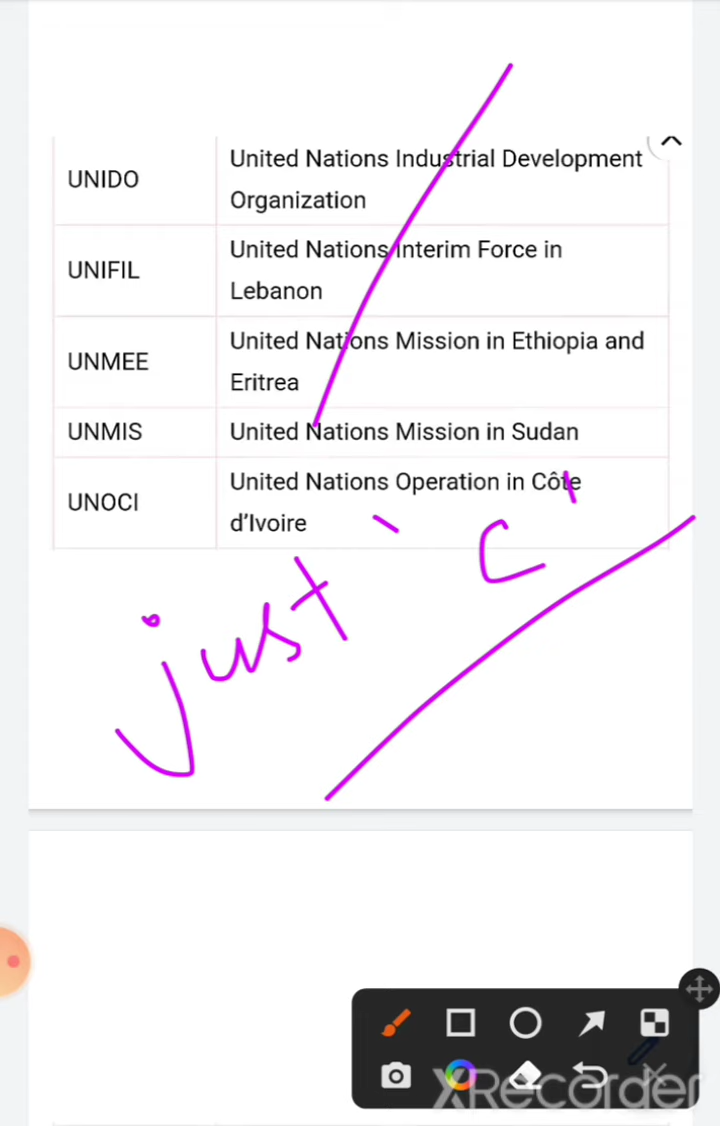 United Nations Industrial Development
UNIDO
Organization
United Nations Interim Force in
UNIFIL
Lebanon
United Nations Mission in Ethiopia and
UNMEE
Eritrea
UNMIS United Nations Mission in Sudan
United Nations Operation in Côte
UNOCI
d’Ivoire
just ‘ c '
XRecorder